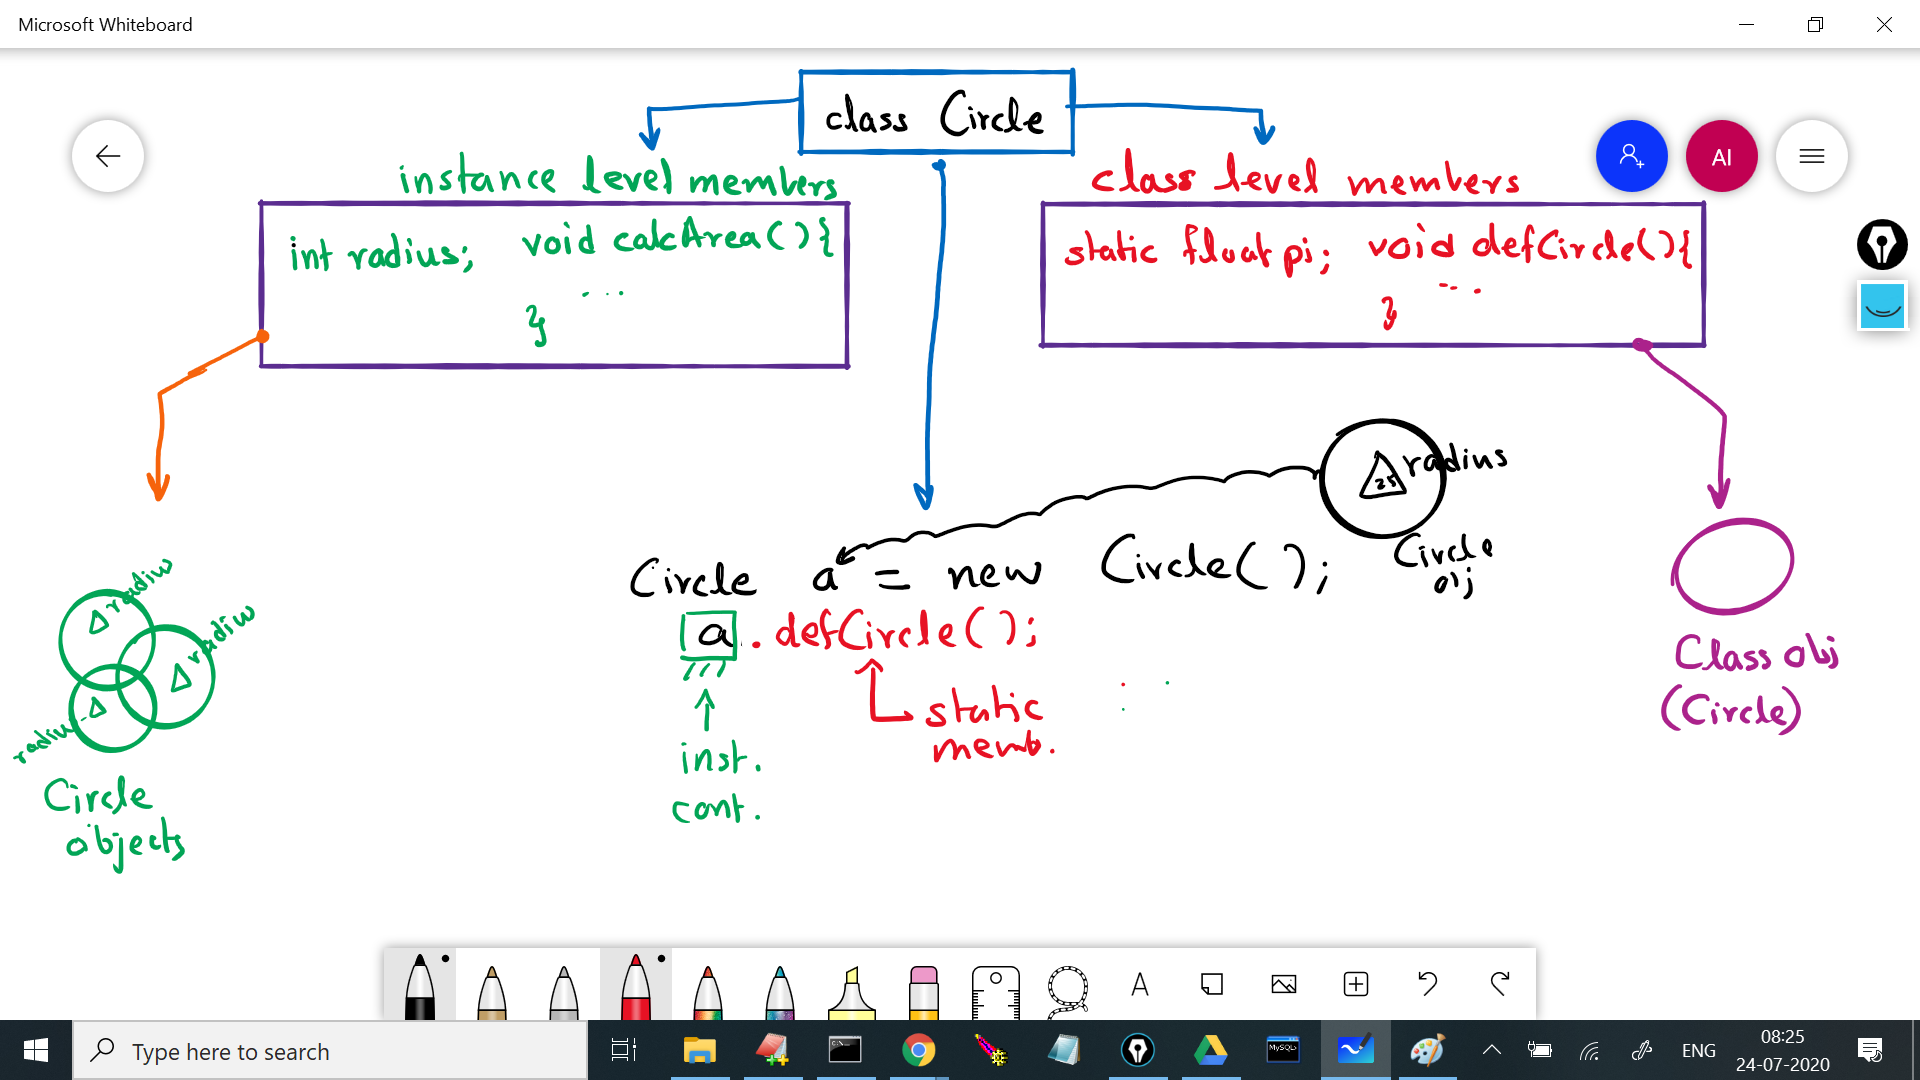 Microsoft Whiteboard
class Circle
AI
instance level members
class level members
int radius; void calcArea(){
...
}
static float pi; void defCircle(){
...
}
radius
25
Circle
obj
Circle a = new Circle();
a.defCircle();
static
memb.
inst.
cont.
radius
radius
radius
Circle
objects
Class obj
(Circle)
A
Type here to search
C:\_
MySQL
ENG
08:25
24-07-2020